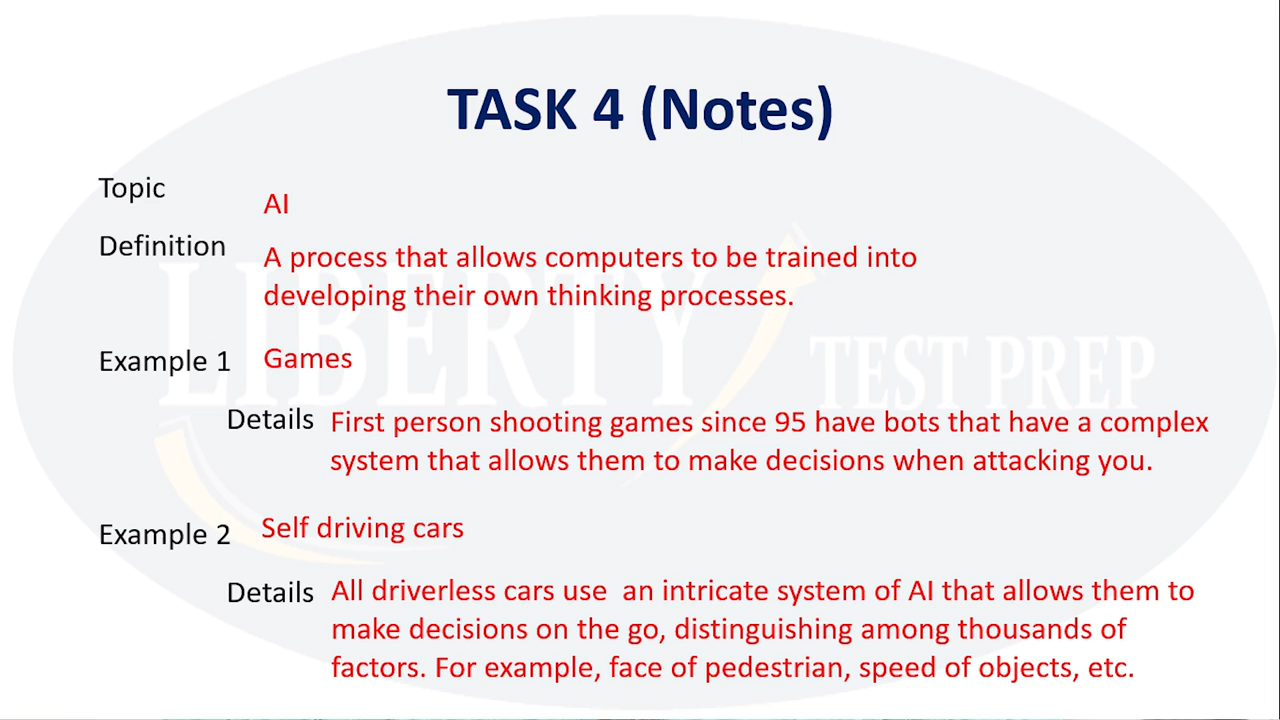 TASK 4 (Notes)
Topic
AI
Definition
A process that allows computers to be trained into
developing their own thinking processes.
Example 1
Games
Details
First person shooting games since 95 have bots that have a complex
system that allows them to make decisions when attacking you.
Example 2
Self driving cars
Details
All driverless cars use  an intricate system of AI that allows them to
make decisions on the go, distinguishing among thousands of
factors. For example, face of pedestrian, speed of objects, etc.
LIBERTY
TEST PREP